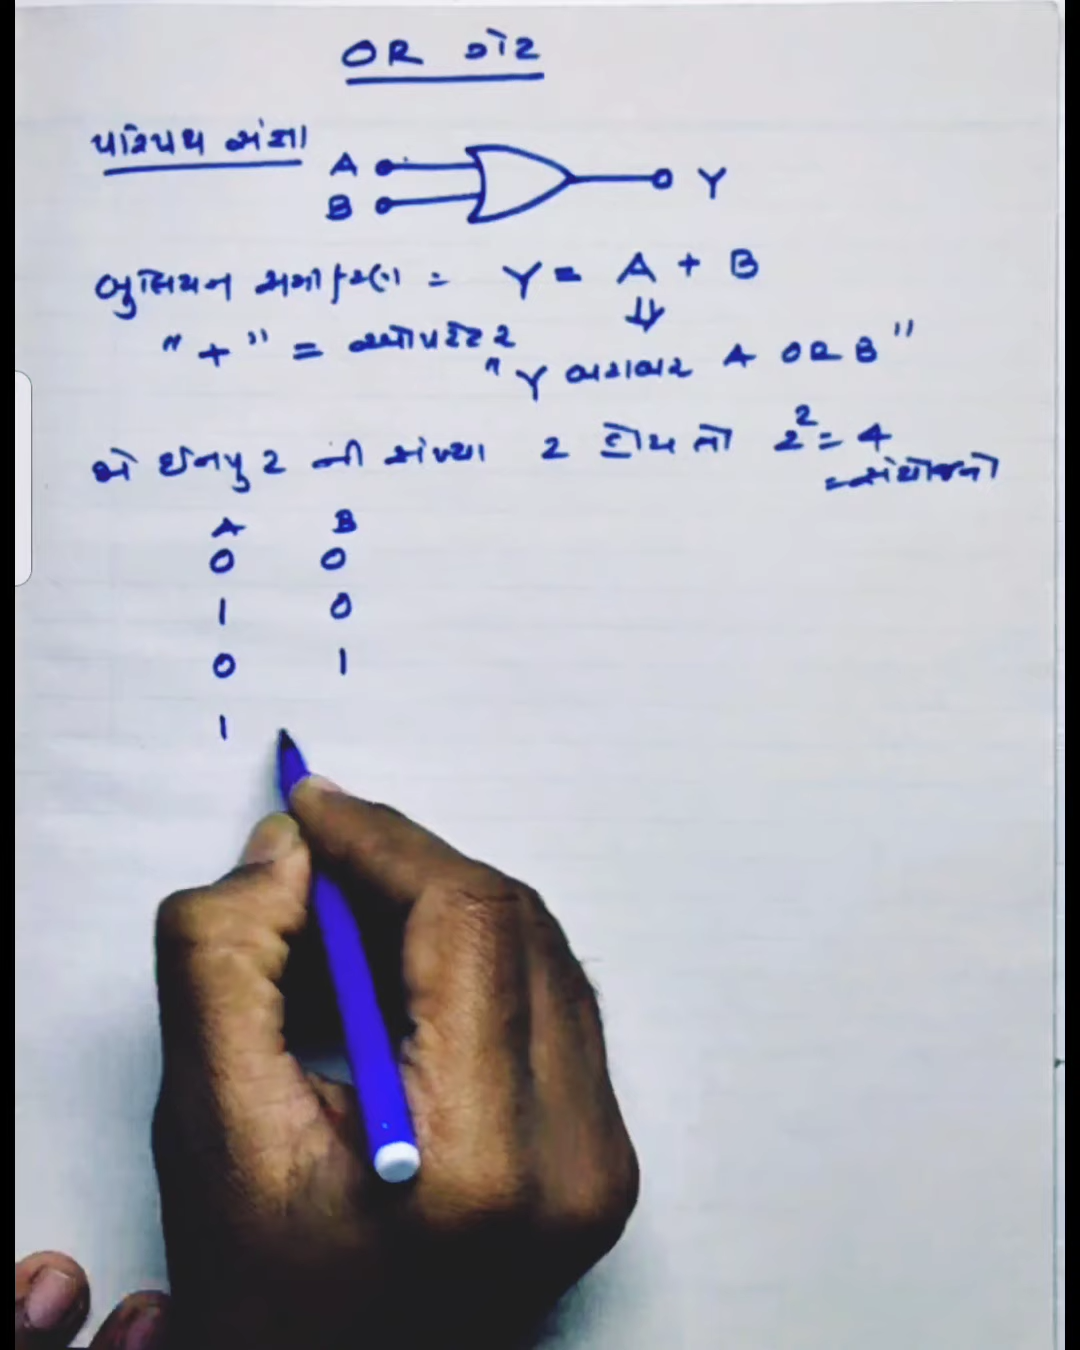 OR ગેટ
પરિપથ સંજ્ઞા
A
B
Y
બુલિયન સમીકરણ = Y = A + B
⇓
" + " = ઓપરેટર
" Y બરાબર A OR B "
જો ઈનપુટ ની સંખ્યા 2 હોય તો 2² = 4
= સંયોજનો
A B
0 0
1 0
0 1
1